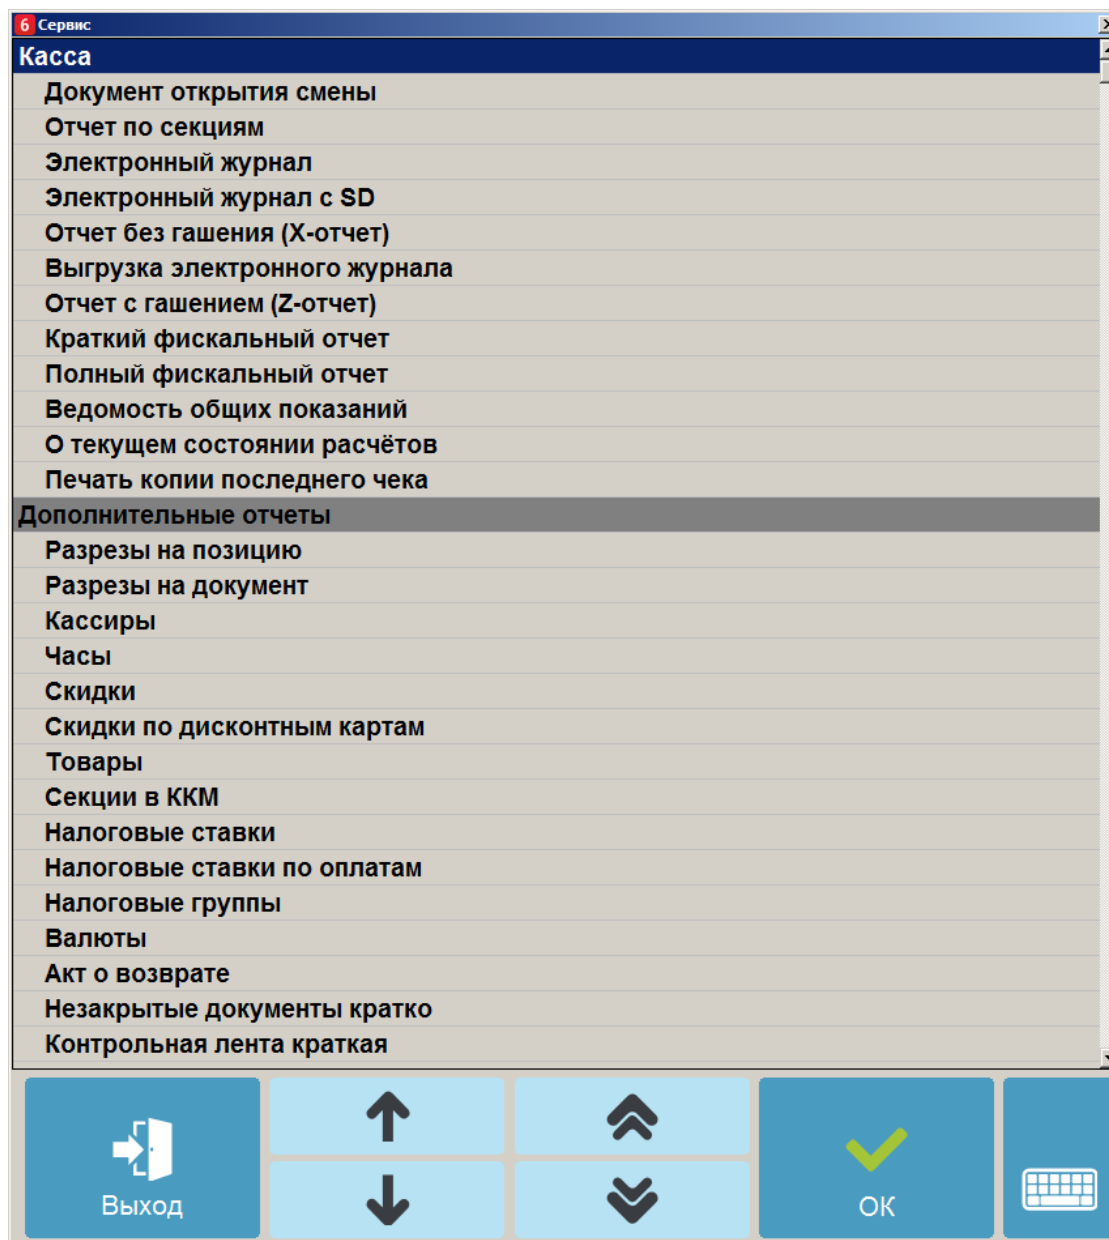 6 Сервис
Касса
Документ открытия смены
Отчет по секциям
Электронный журнал
Электронный журнал с SD
Отчет без гашения (Х-отчет)
Выгрузка электронного журнала
Отчет с гашением (Z-отчет)
Краткий фискальный отчет
Полный фискальный отчет
Ведомость общих показаний
О текущем состоянии расчётов
Печать копии последнего чека
Дополнительные отчеты
Разрезы на позицию
Разрезы на документ
Кассиры
Часы
Скидки
Скидки по дисконтным картам
Товары
Секции в ККМ
Налоговые ставки
Налоговые ставки по оплатам
Налоговые группы
Валюты
Акт о возврате
Незакрытые документы кратко
Контрольная лента краткая
Выход
ОК